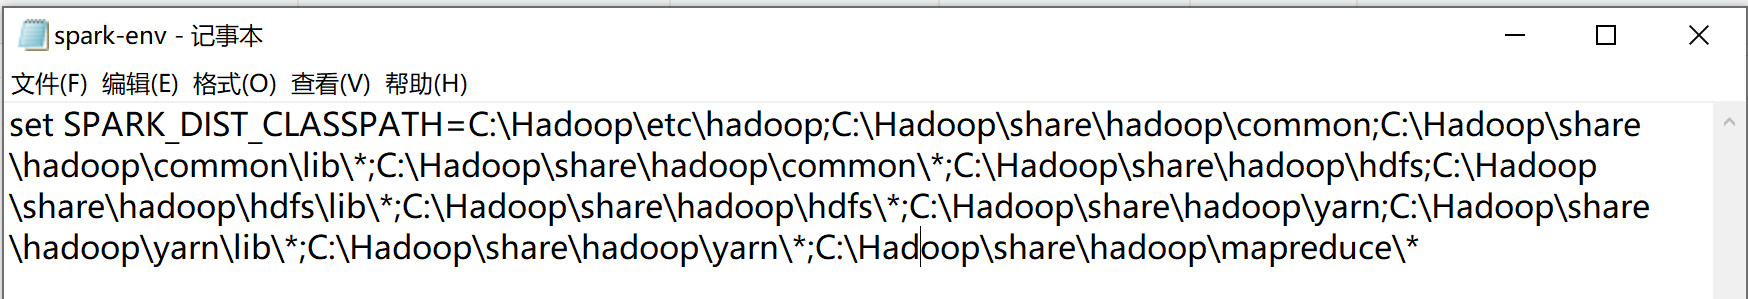 spark-env - 记事本
文件(F) 编辑(E) 格式(O) 查看(V) 帮助(H)
set SPARK_DIST_CLASSPATH=C:\Hadoop\etc\hadoop;C:\Hadoop\share\hadoop\common;C:\Hadoop\share
\hadoop\common\lib\*;C:\Hadoop\share\hadoop\common\*;C:\Hadoop\share\hadoop\hdfs;C:\Hadoop
\share\hadoop\hdfs\lib\*;C:\Hadoop\share\hadoop\hdfs\*;C:\Hadoop\share\hadoop\yarn;C:\Hadoop\share
\hadoop\yarn\lib\*;C:\Hadoop\share\hadoop\yarn\*;C:\Hadoop\share\hadoop\mapreduce\*